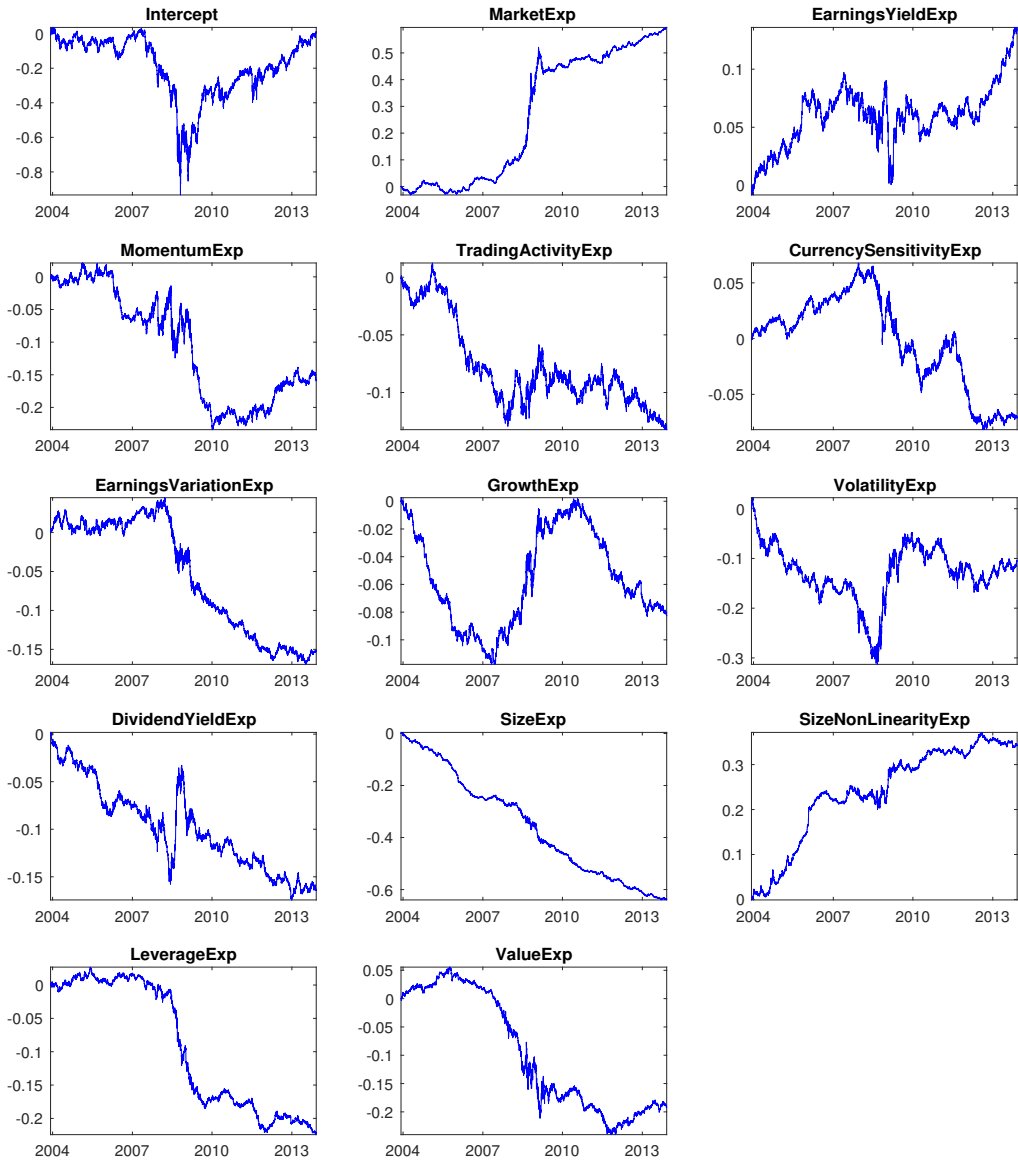 Intercept
0
-0.2
-0.4
-0.6
-0.8
2004 2007 2010 2013
MarketExp
0.5
0.4
0.3
0.2
0.1
0
2004 2007 2010 2013
EarningsYieldExp
0.1
0.05
0
2004 2007 2010 2013
MomentumExp
0
-0.05
-0.1
-0.15
-0.2
2004 2007 2010 2013
TradingActivityExp
0
-0.05
-0.1
2004 2007 2010 2013
CurrencySensitivityExp
0.05
0
-0.05
2004 2007 2010 2013
EarningsVariationExp
0
-0.05
-0.1
-0.15
2004 2007 2010 2013
GrowthExp
0
-0.02
-0.04
-0.06
-0.08
-0.1
2004 2007 2010 2013
VolatilityExp
0
-0.1
-0.2
-0.3
2004 2007 2010 2013
DividendYieldExp
0
-0.05
-0.1
-0.15
2004 2007 2010 2013
SizeExp
0
-0.2
-0.4
-0.6
2004 2007 2010 2013
SizeNonLinearityExp
0.3
0.2
0.1
0
2004 2007 2010 2013
LeverageExp
0
-0.05
-0.1
-0.15
-0.2
2004 2007 2010 2013
ValueExp
0.05
0
-0.05
-0.1
-0.15
-0.2
2004 2007 2010 2013